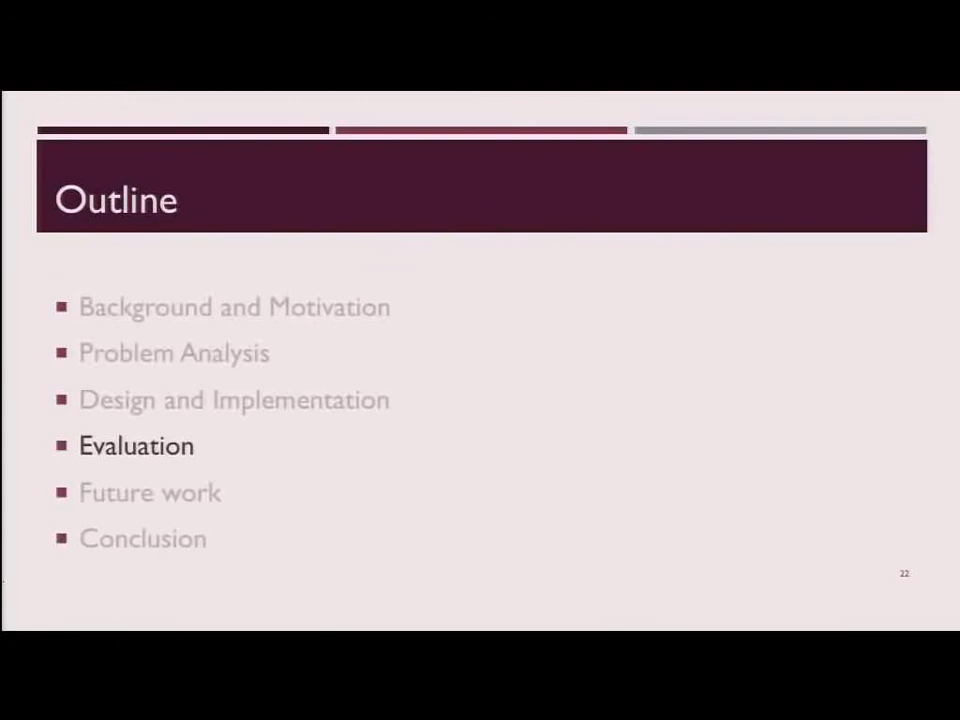 Outline
Background and Motivation
Problem Analysis
Design and Implementation
Evaluation
Future work
Conclusion
22